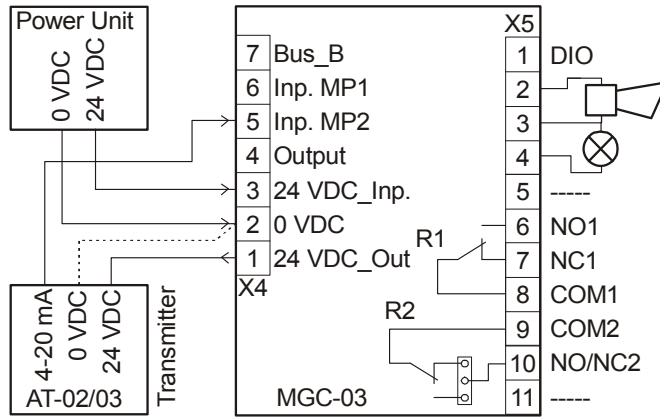 Power Unit
0 VDC
24 VDC
7 Bus_B
6 Inp. MP1
5 Inp. MP2
4 Output
3 24 VDC_Inp.
2 0 VDC
1 24 VDC_Out
X4
4-20 mA
0 VDC
24 VDC
AT-02/03
Transmitter
MGC-03
R1
R2
X5
1 DIO
2
3
4
5 -----
6 NO1
7 NC1
8 COM1
9 COM2
10 NO/NC2
11 -----